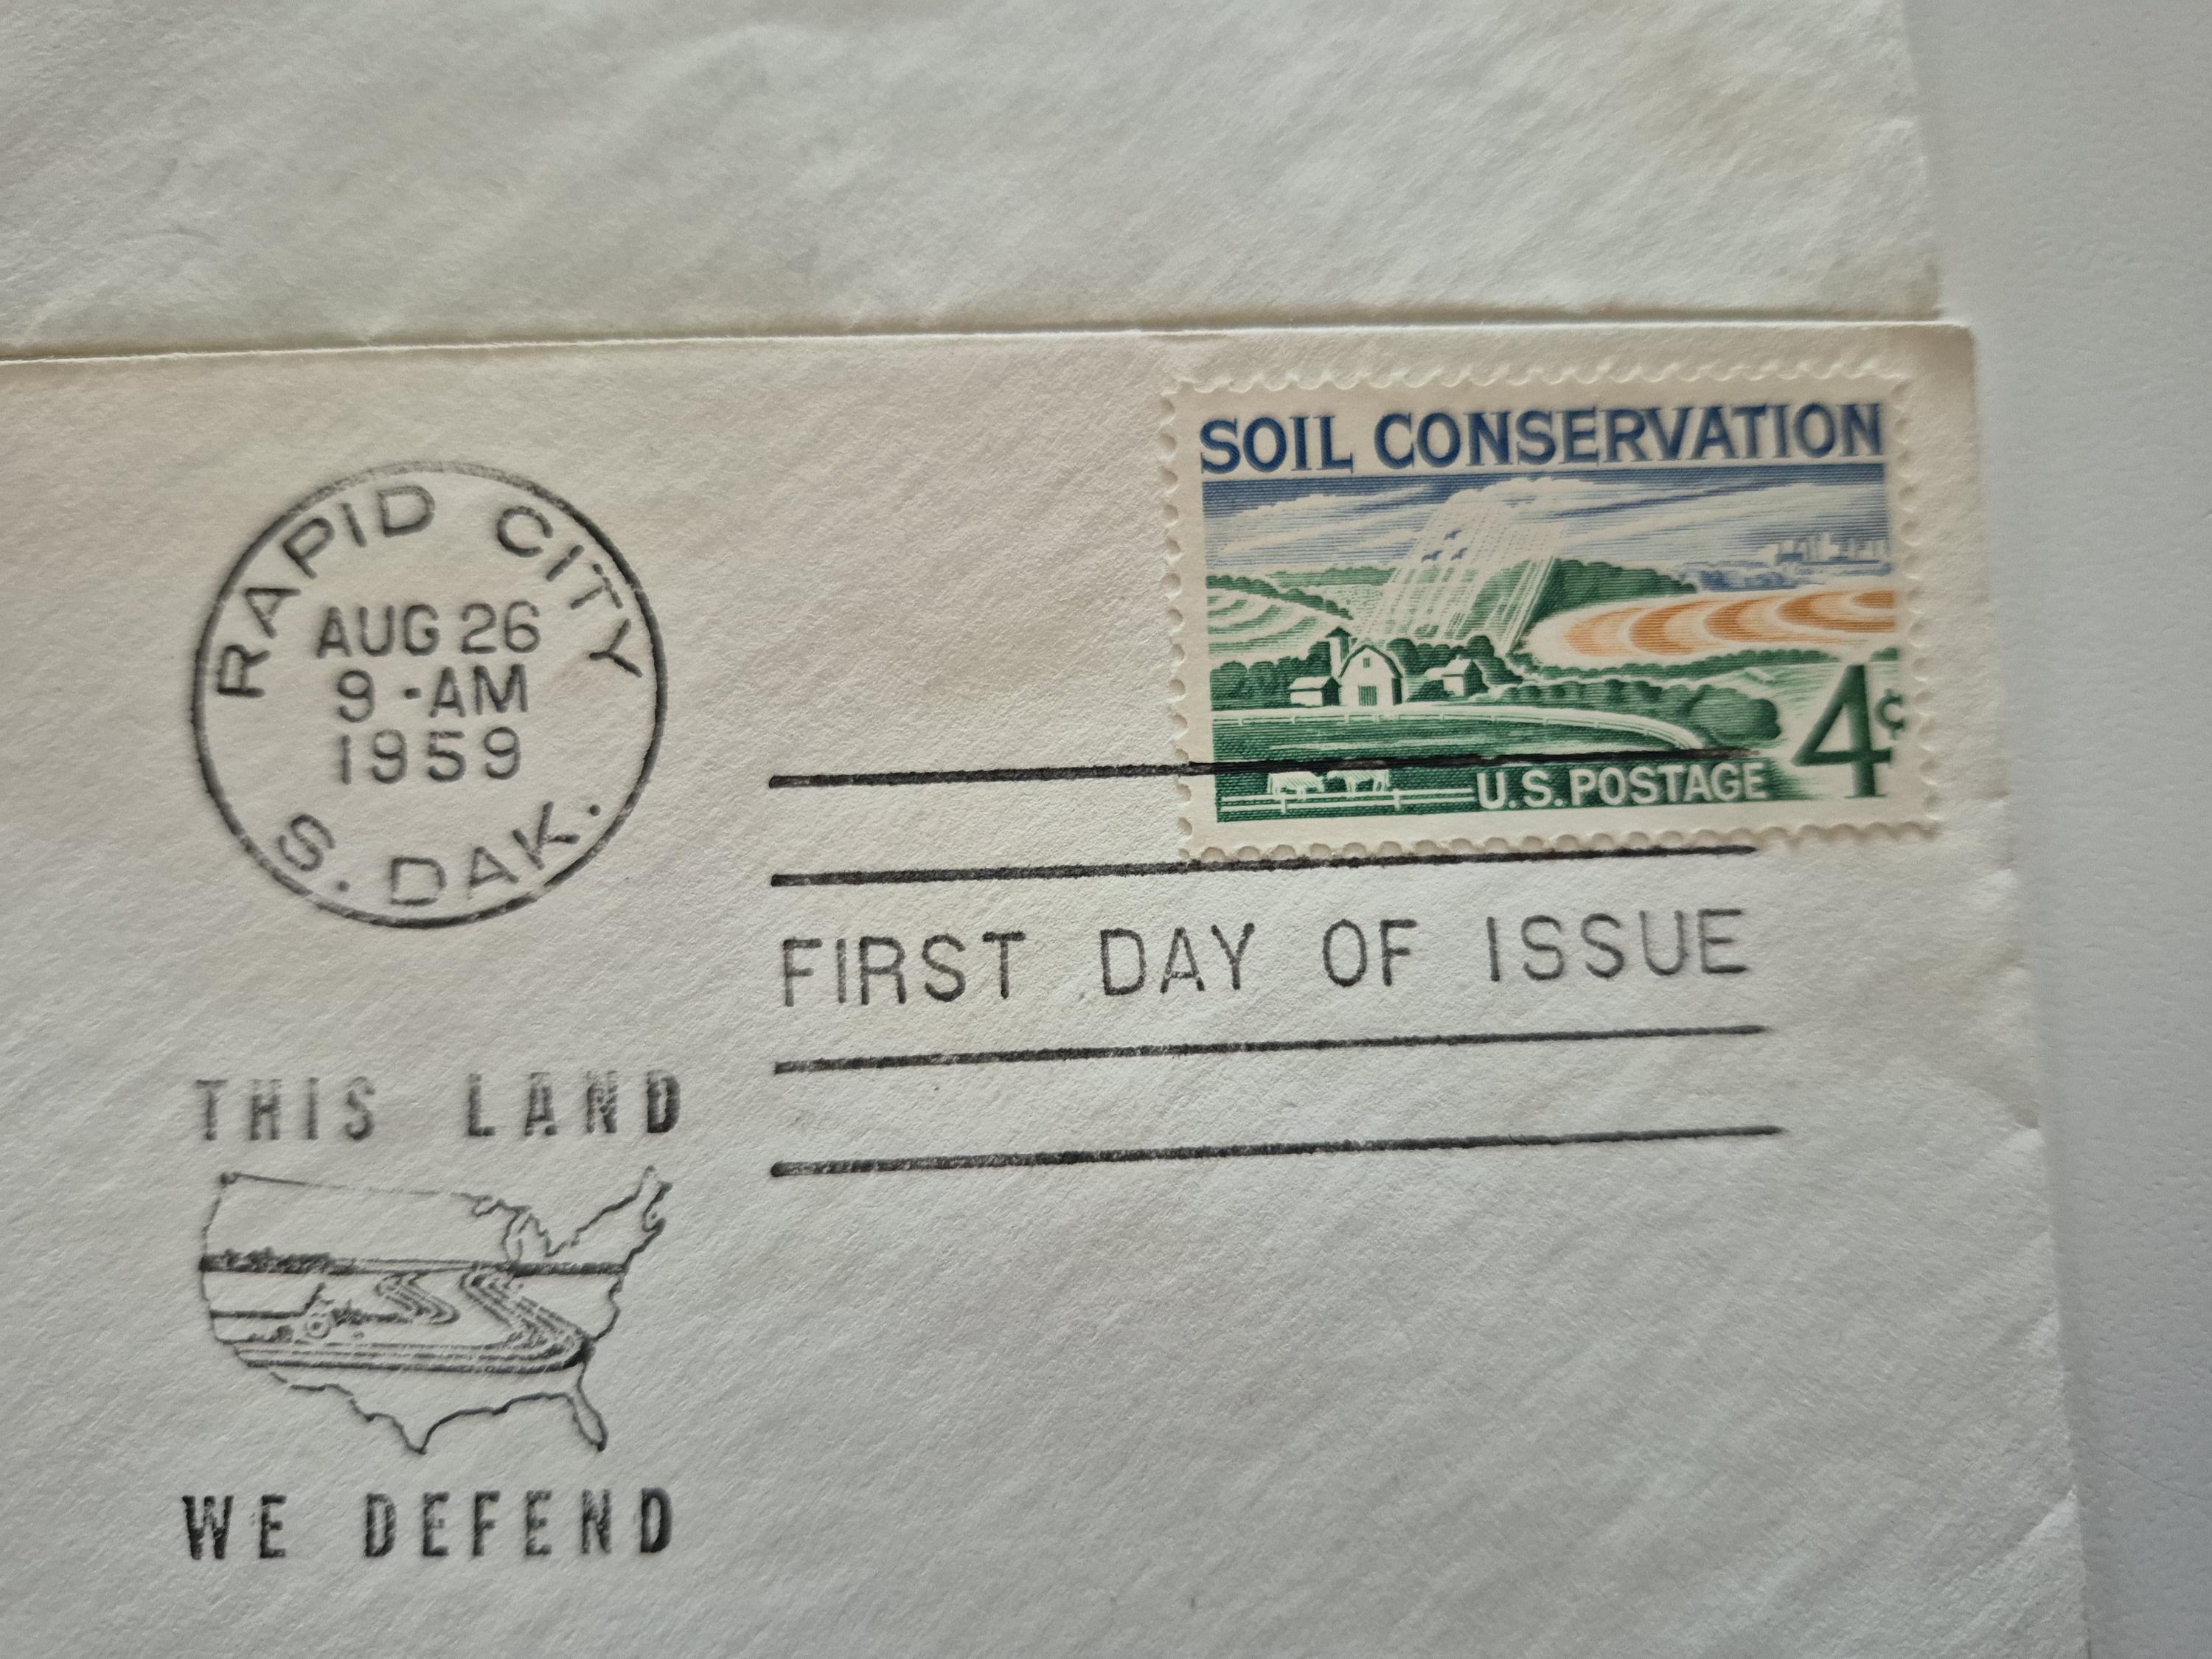 SOIL CONSERVATION
4¢
U.S. POSTAGE
RAPID CITY
AUG 26
9 -AM
1959
S. DAK.
FIRST DAY OF ISSUE
THIS LAND
WE DEFEND